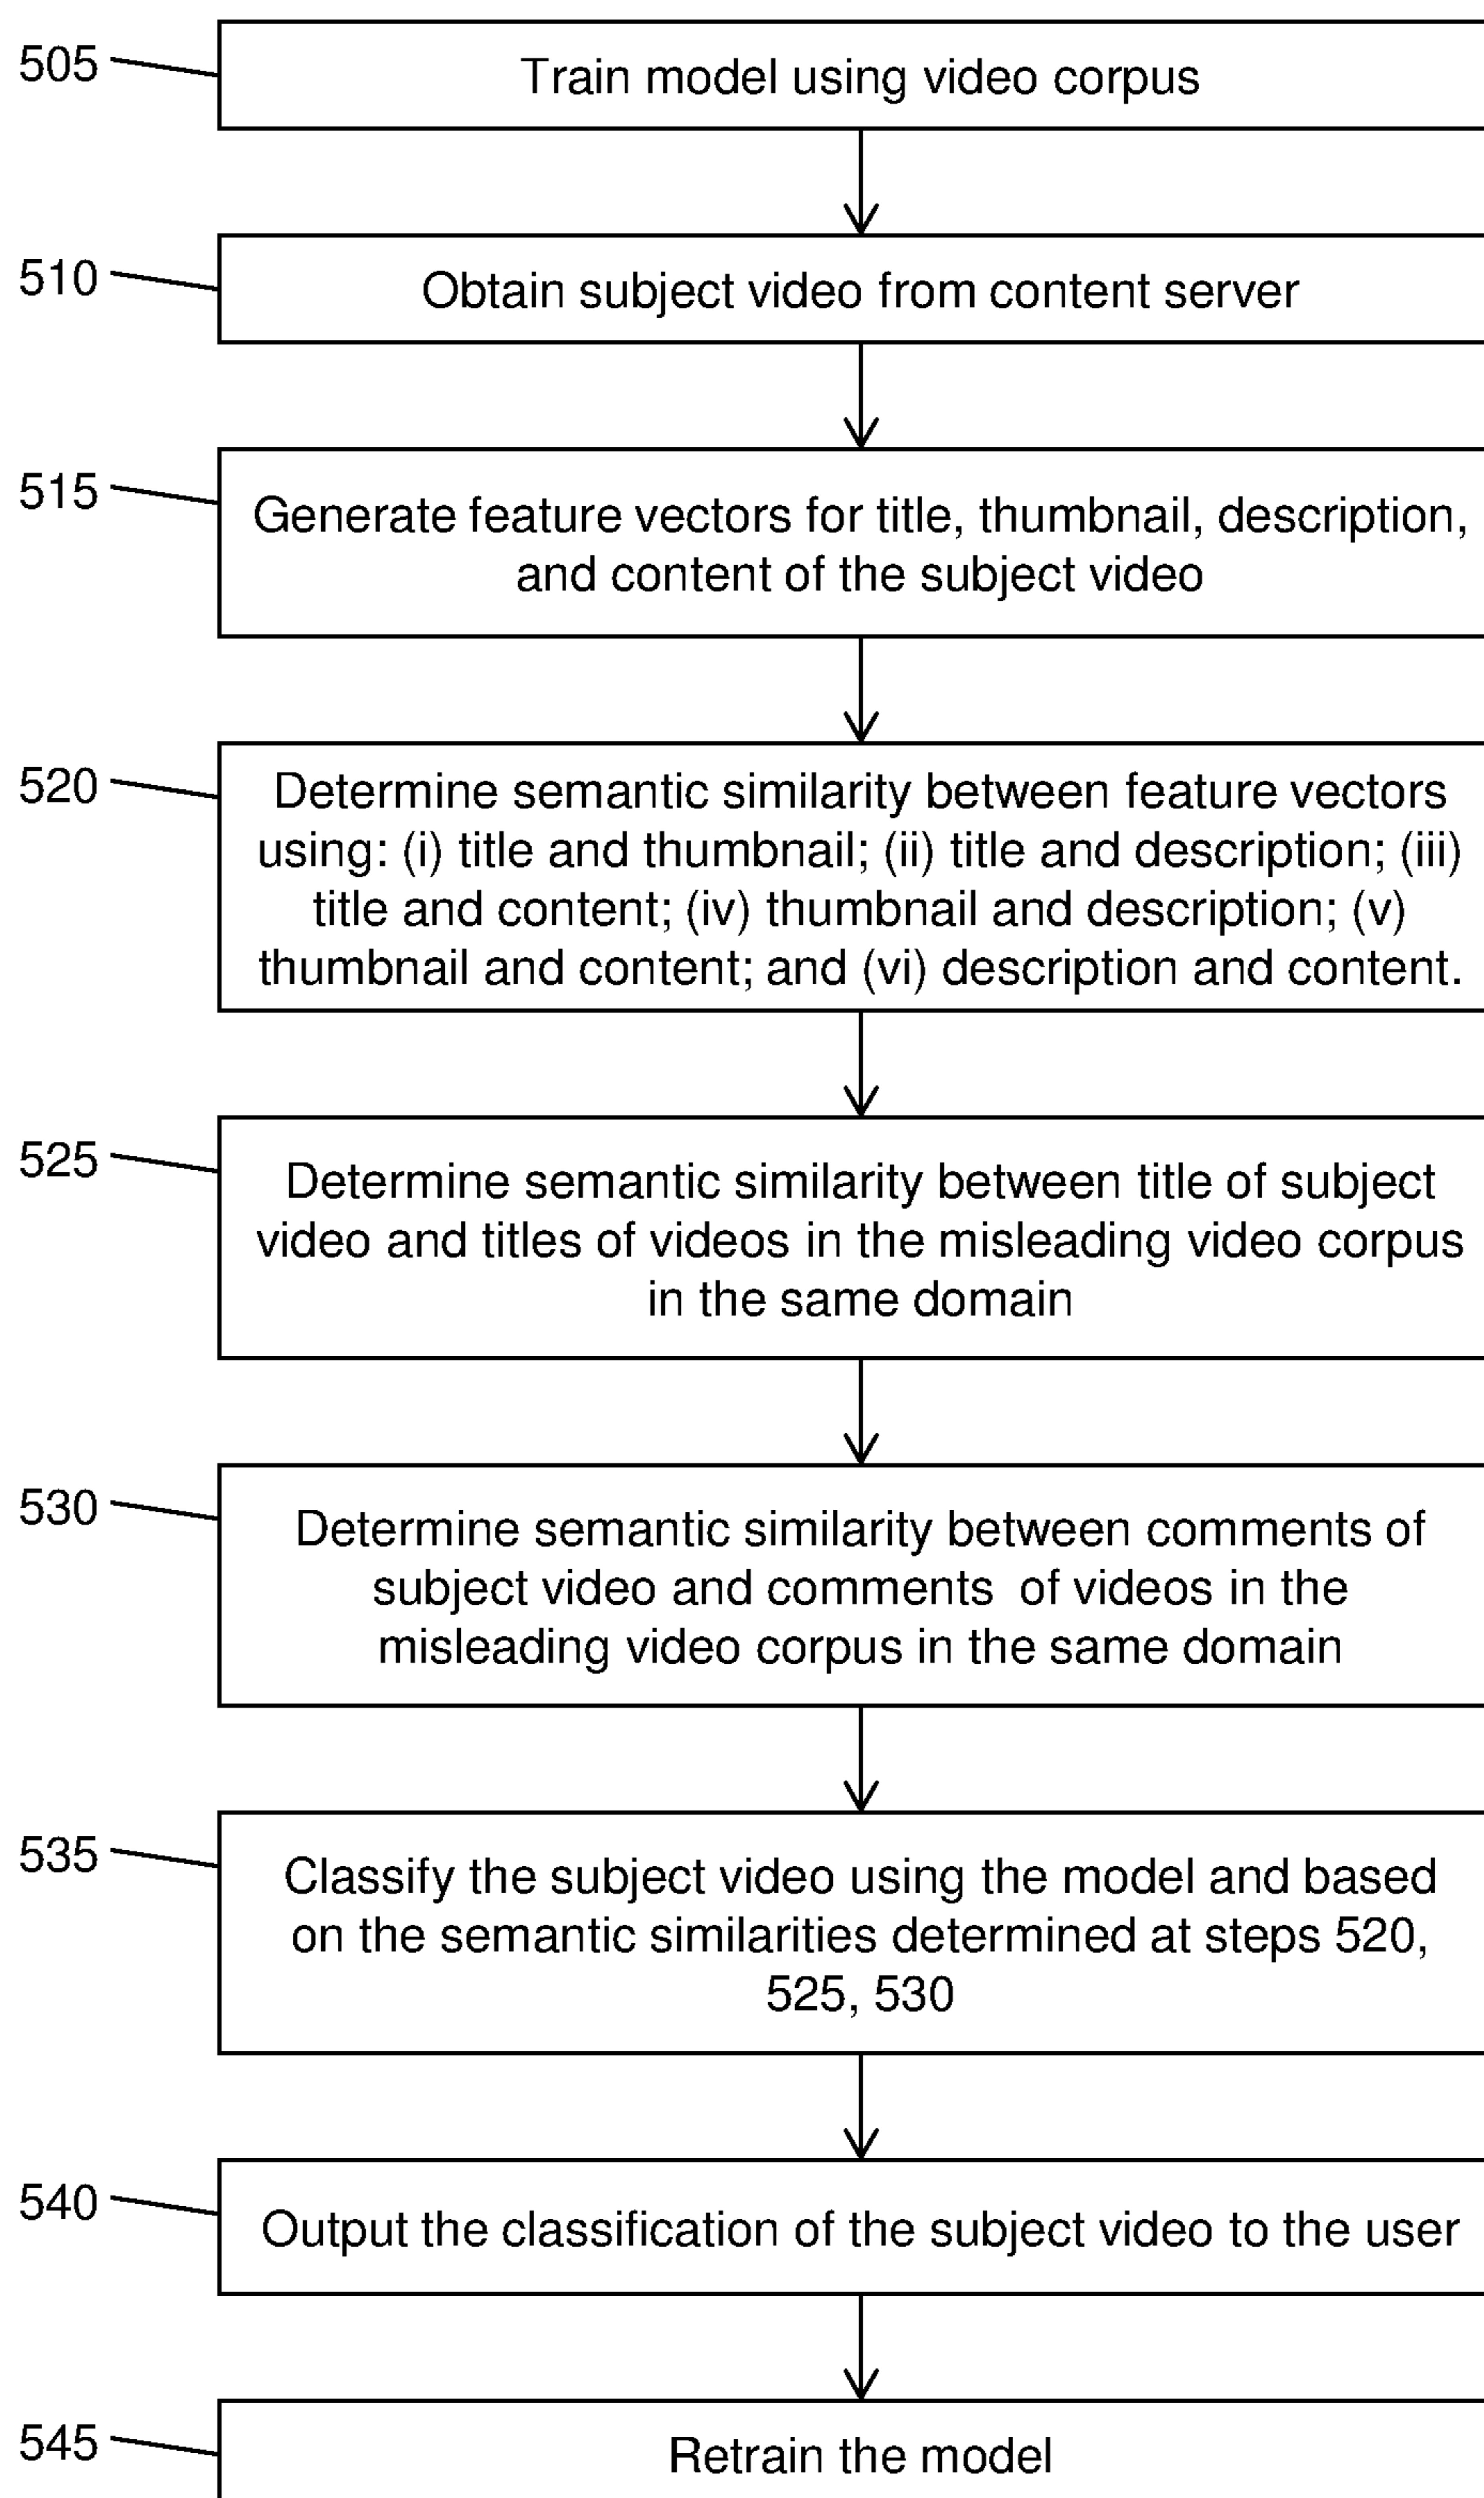 505
Train model using video corpus
510
Obtain subject video from content server
515
Generate feature vectors for title, thumbnail, description,
and content of the subject video
520
Determine semantic similarity between feature vectors
using: (i) title and thumbnail; (ii) title and description; (iii)
title and content; (iv) thumbnail and description; (v)
thumbnail and content; and (vi) description and content.
525
Determine semantic similarity between title of subject
video and titles of videos in the misleading video corpus
in the same domain
530
Determine semantic similarity between comments of
subject video and comments of videos in the
misleading video corpus in the same domain
535
Classify the subject video using the model and based
on the semantic similarities determined at steps 520,
525, 530
540
Output the classification of the subject video to the user
545
Retrain the model